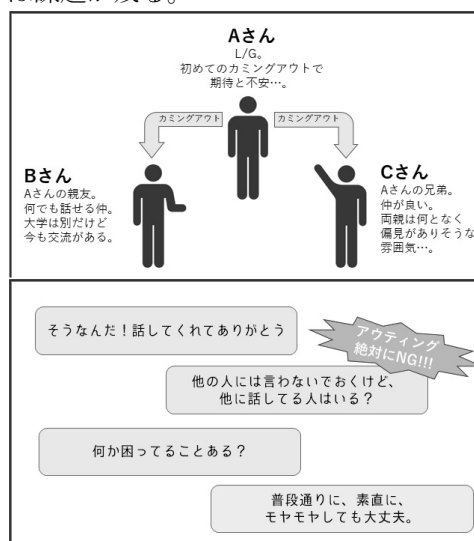 は課題が残る。
Aさん
L/G。
初めてのカミングアウトで
期待と不安…。
カミングアウト
カミングアウト
Bさん
Aさんの親友。
何でも話せる仲。
大学は別だけど
今も交流がある。
Cさん
Aさんの兄弟。
仲が良い。
両親は何となく
偏見がありそうな
雰囲気…。
そうなんだ！話してくれてありがとう
アウティング
絶対にNG!!!
他の人には言わないでおくけど、
他に話してる人はいる？
何か困ってることある？
普段通りに、素直に、
モヤモヤしても大丈夫。